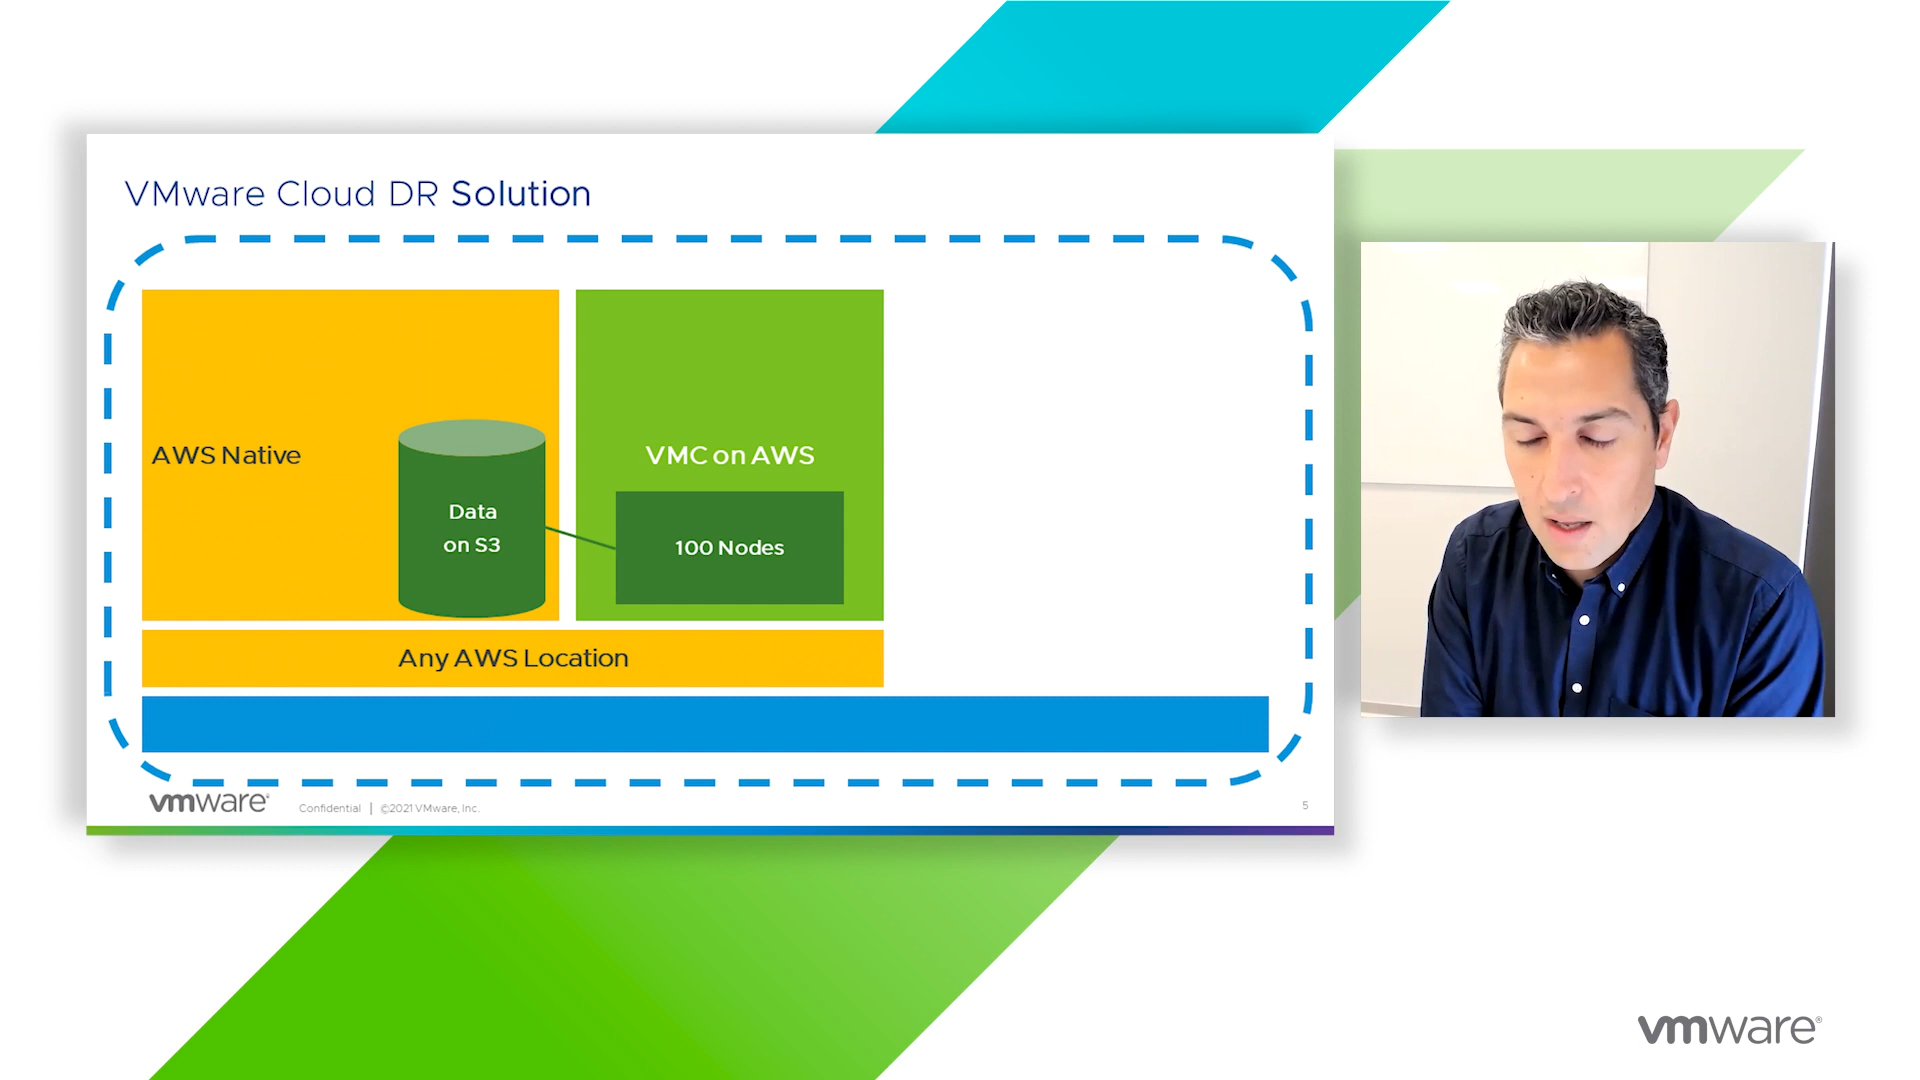 VMware Cloud DR Solution
AWS Native
Data
on S3
VMC on AWS
100 Nodes
Any AWS Location
vmware®
Confidential | ©2021 VMware, Inc.
5
vmware®